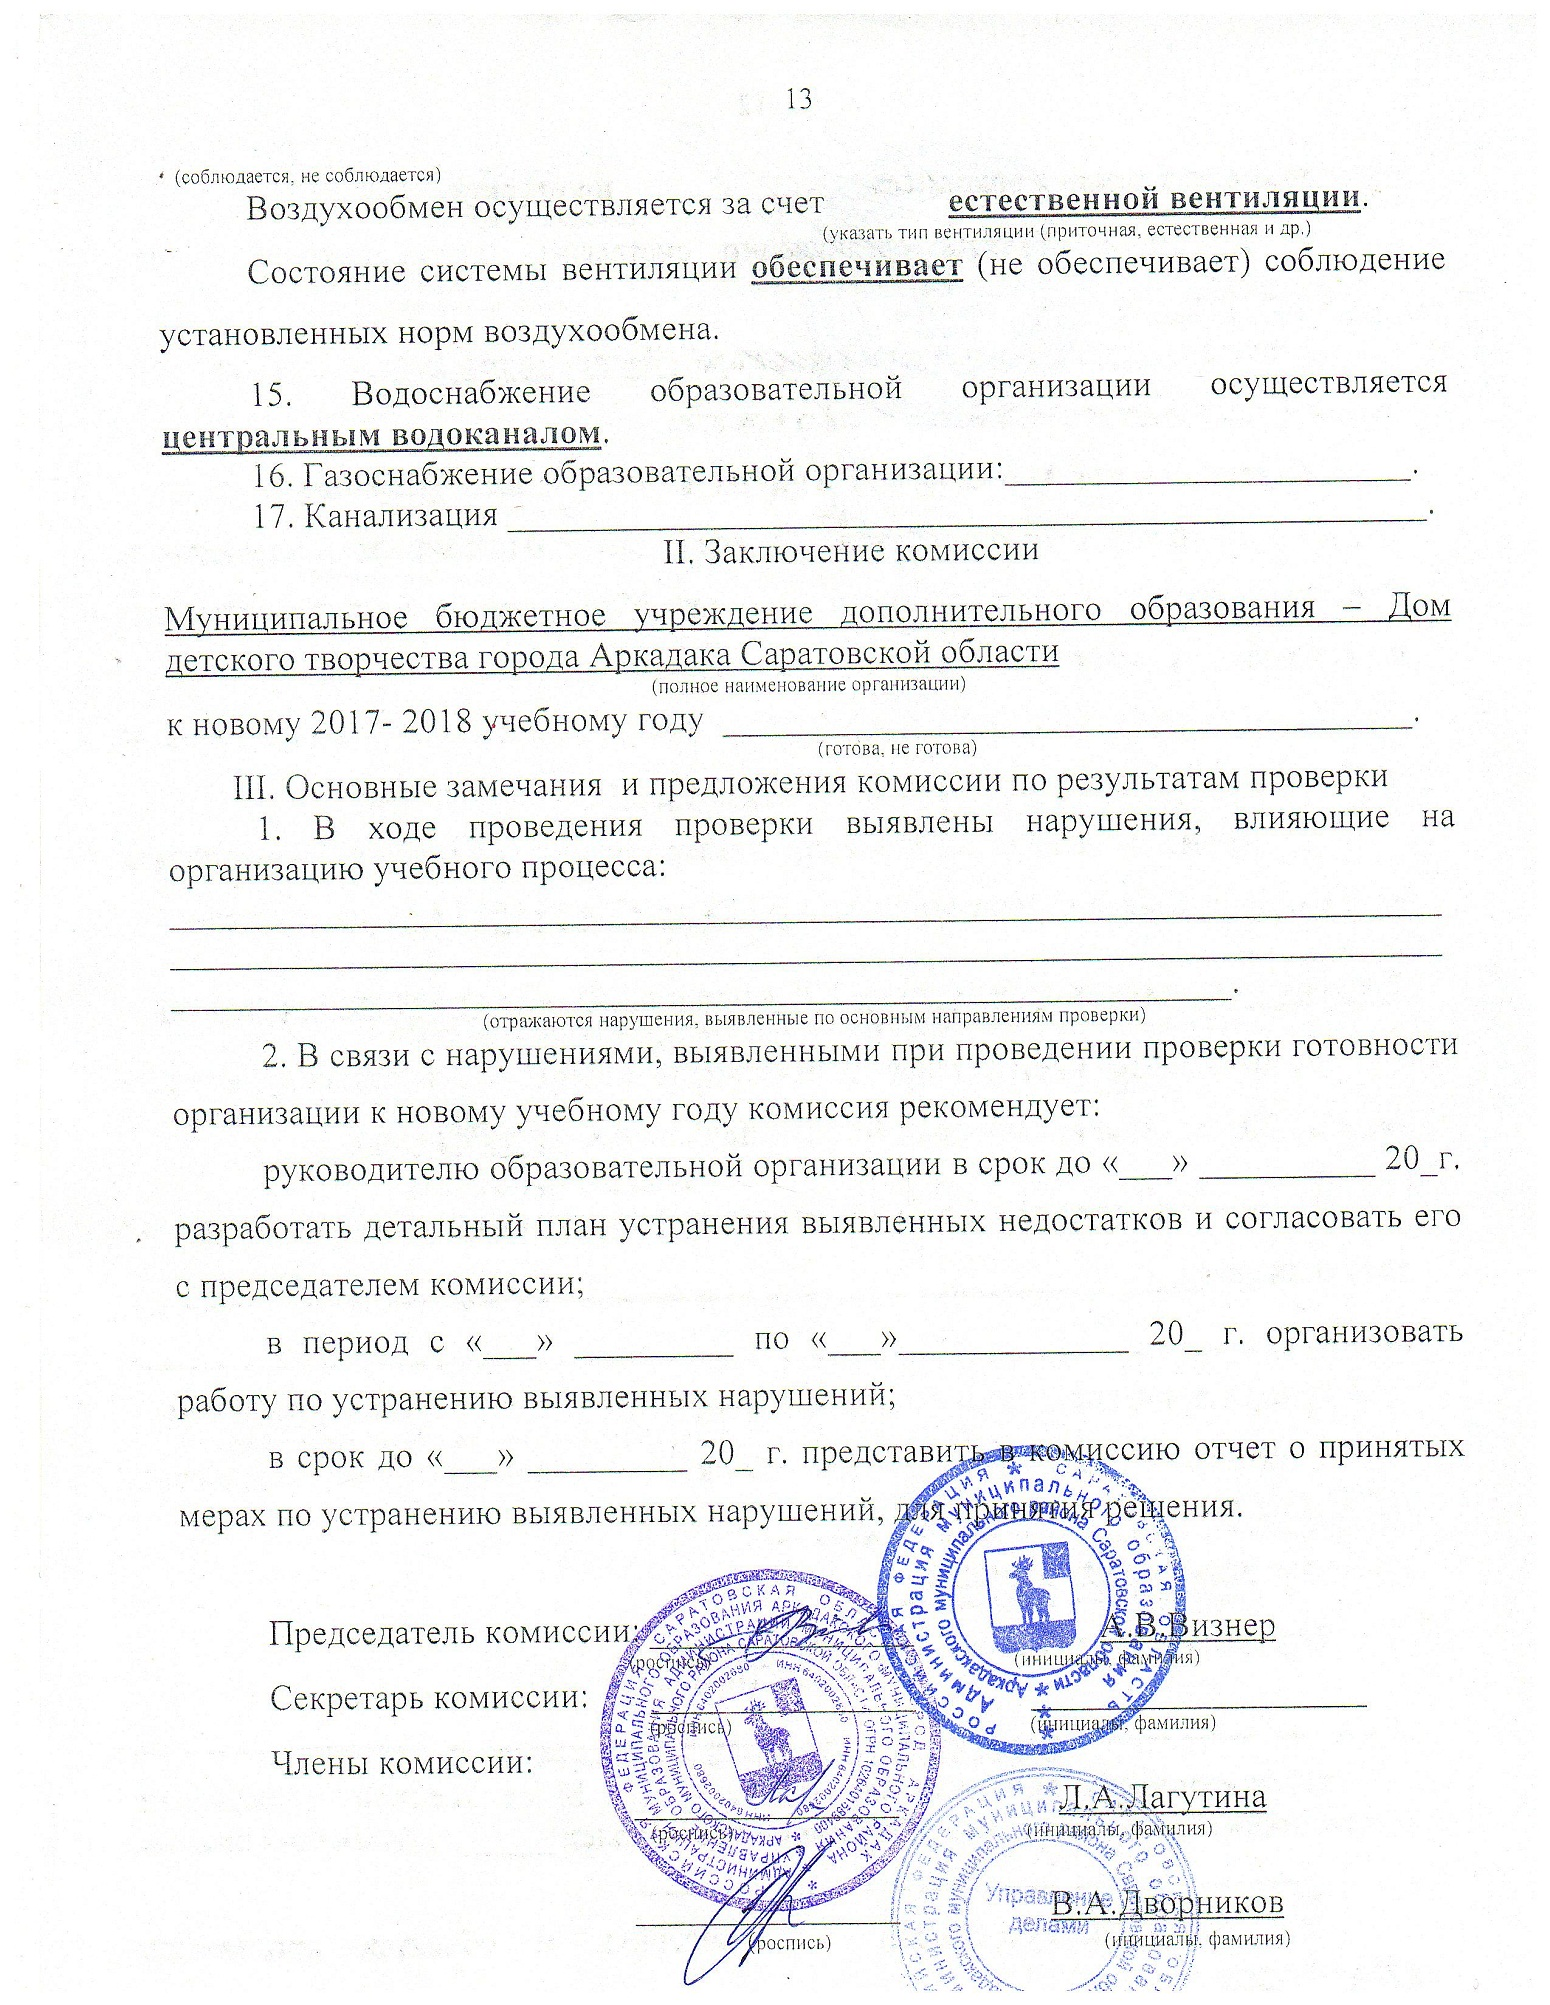 13
(соблюдается, не соблюдается)
Воздухообмен осуществляется за счет естественной вентиляции.
(указать тип вентиляции (приточная, естественная и др.)
Состояние системы вентиляции обеспечивает (не обеспечивает) соблюдение
установленных норм воздухообмена.
15. Водоснабжение образовательной организации осуществляется
центральным водоканалом.
16. Газоснабжение образовательной организации:_______________________.
17. Канализация ____________________________________________________.
II. Заключение комиссии
Муниципальное бюджетное учреждение дополнительного образования – Дом
детского творчества города Аркадака Саратовской области
(полное наименование организации)
к новому 2017- 2018 учебному году _______________________________________.
(готова, не готова)
III. Основные замечания и предложения комиссии по результатам проверки
1. В ходе проведения проверки выявлены нарушения, влияющие на
организацию учебного процесса:
(отражаются нарушения, выявленные по основным направлениям проверки)
2. В связи с нарушениями, выявленными при проведении проверки готовности
организации к новому учебному году комиссия рекомендует:
руководителю образовательной организации в срок до «___» __________ 20_г.
разработать детальный план устранения выявленных недостатков и согласовать его
с председателем комиссии;
в период с «___» _________ по «___»_____________ 20_ г. организовать
работу по устранению выявленных нарушений;
в срок до «___» _________ 20_ г. представить в комиссию отчет о принятых
мерах по устранению выявленных нарушений, для принятия решения.
Председатель комиссии: А.В.Визнер
(роспись) (инициалы, фамилия)
Секретарь комиссии:
(роспись) (инициалы, фамилия)
Члены комиссии:
Л.А.Лагутина
(роспись) (инициалы, фамилия)
В.А.Дворников
(роспись) (инициалы, фамилия)
Управление
делами